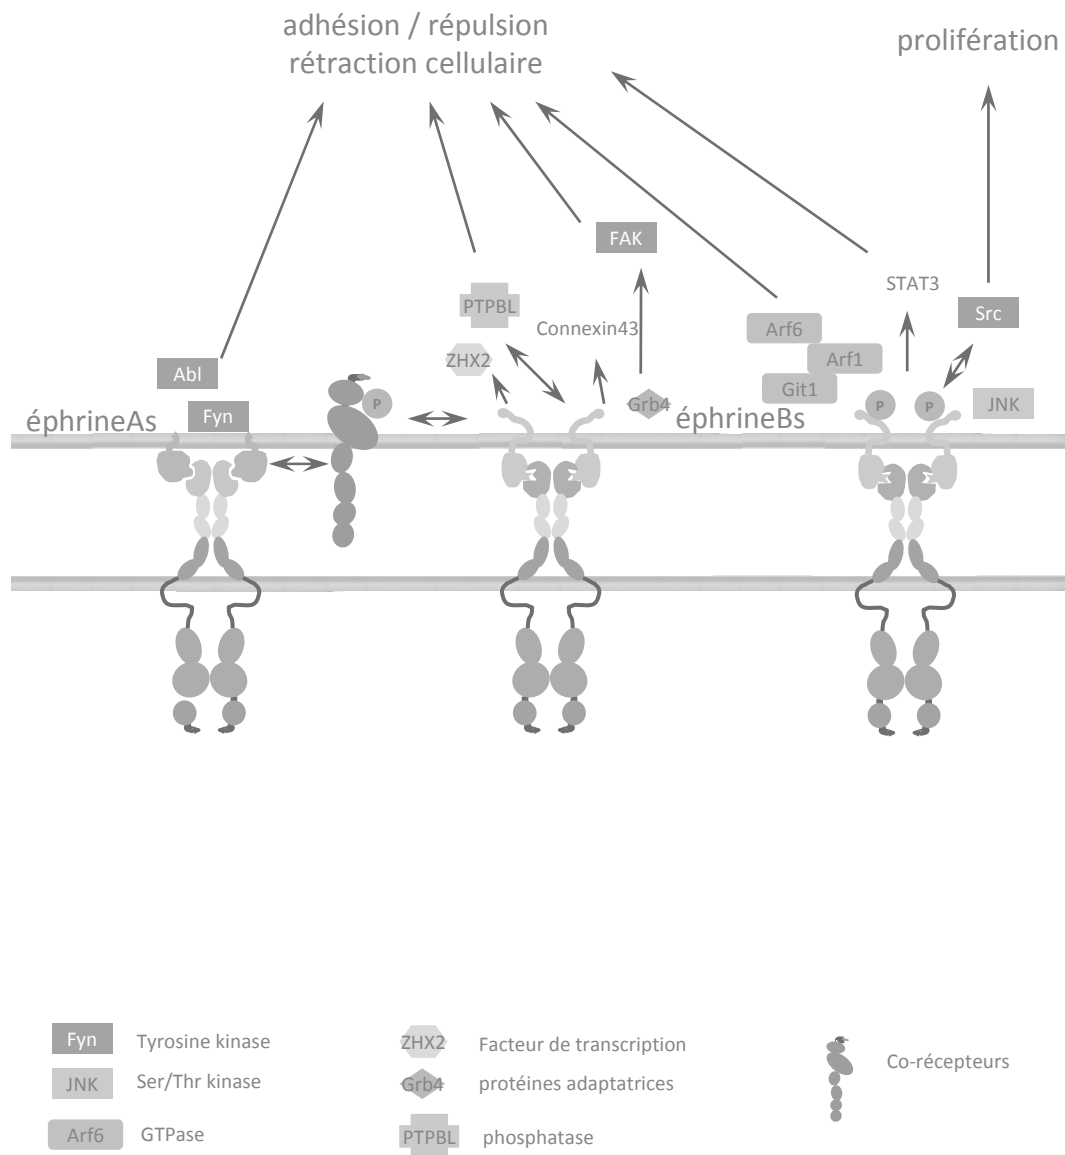 adhésion / répulsion
rétraction cellulaire
prolifération
FAK
STAT3
PTPBL
Connexin43
Src
Arf6
ZHX2
Arf1
Abl
Git1
Fyn
P
Grb4
P
P
JNK
éphrineAs
éphrineBs
Fyn Tyrosine kinase
JNK Ser/Thr kinase
Arf6 GTPase
ZHX2 Facteur de transcription
Grb4 protéines adaptatrices
PTPBL phosphatase
Co-récepteurs